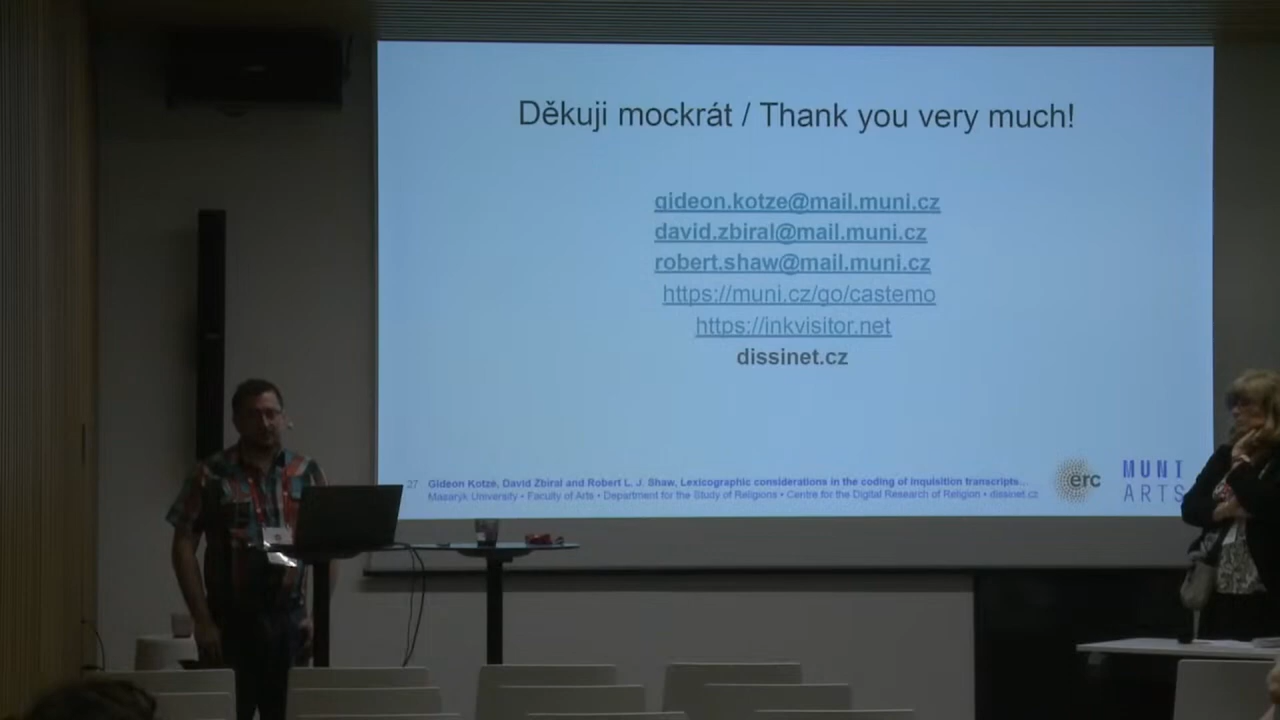 Děkuji mockrát / Thank you very much!
gideon.kotze@mail.muni.cz
david.zbiral@mail.muni.cz
robert.shaw@mail.muni.cz
https://muni.cz/go/castemo
https://inkvisitor.net
dissinet.cz
27 Gideon Kotzé, David Zbíral and Robert L. J. Shaw, Lexicographic considerations in the coding of inquisition transcripts...
Masaryk University • Faculty of Arts • Department for the Study of Religions • Centre for the Digital Research of Religion • dissinet.cz
erc
MUNI
ARTS